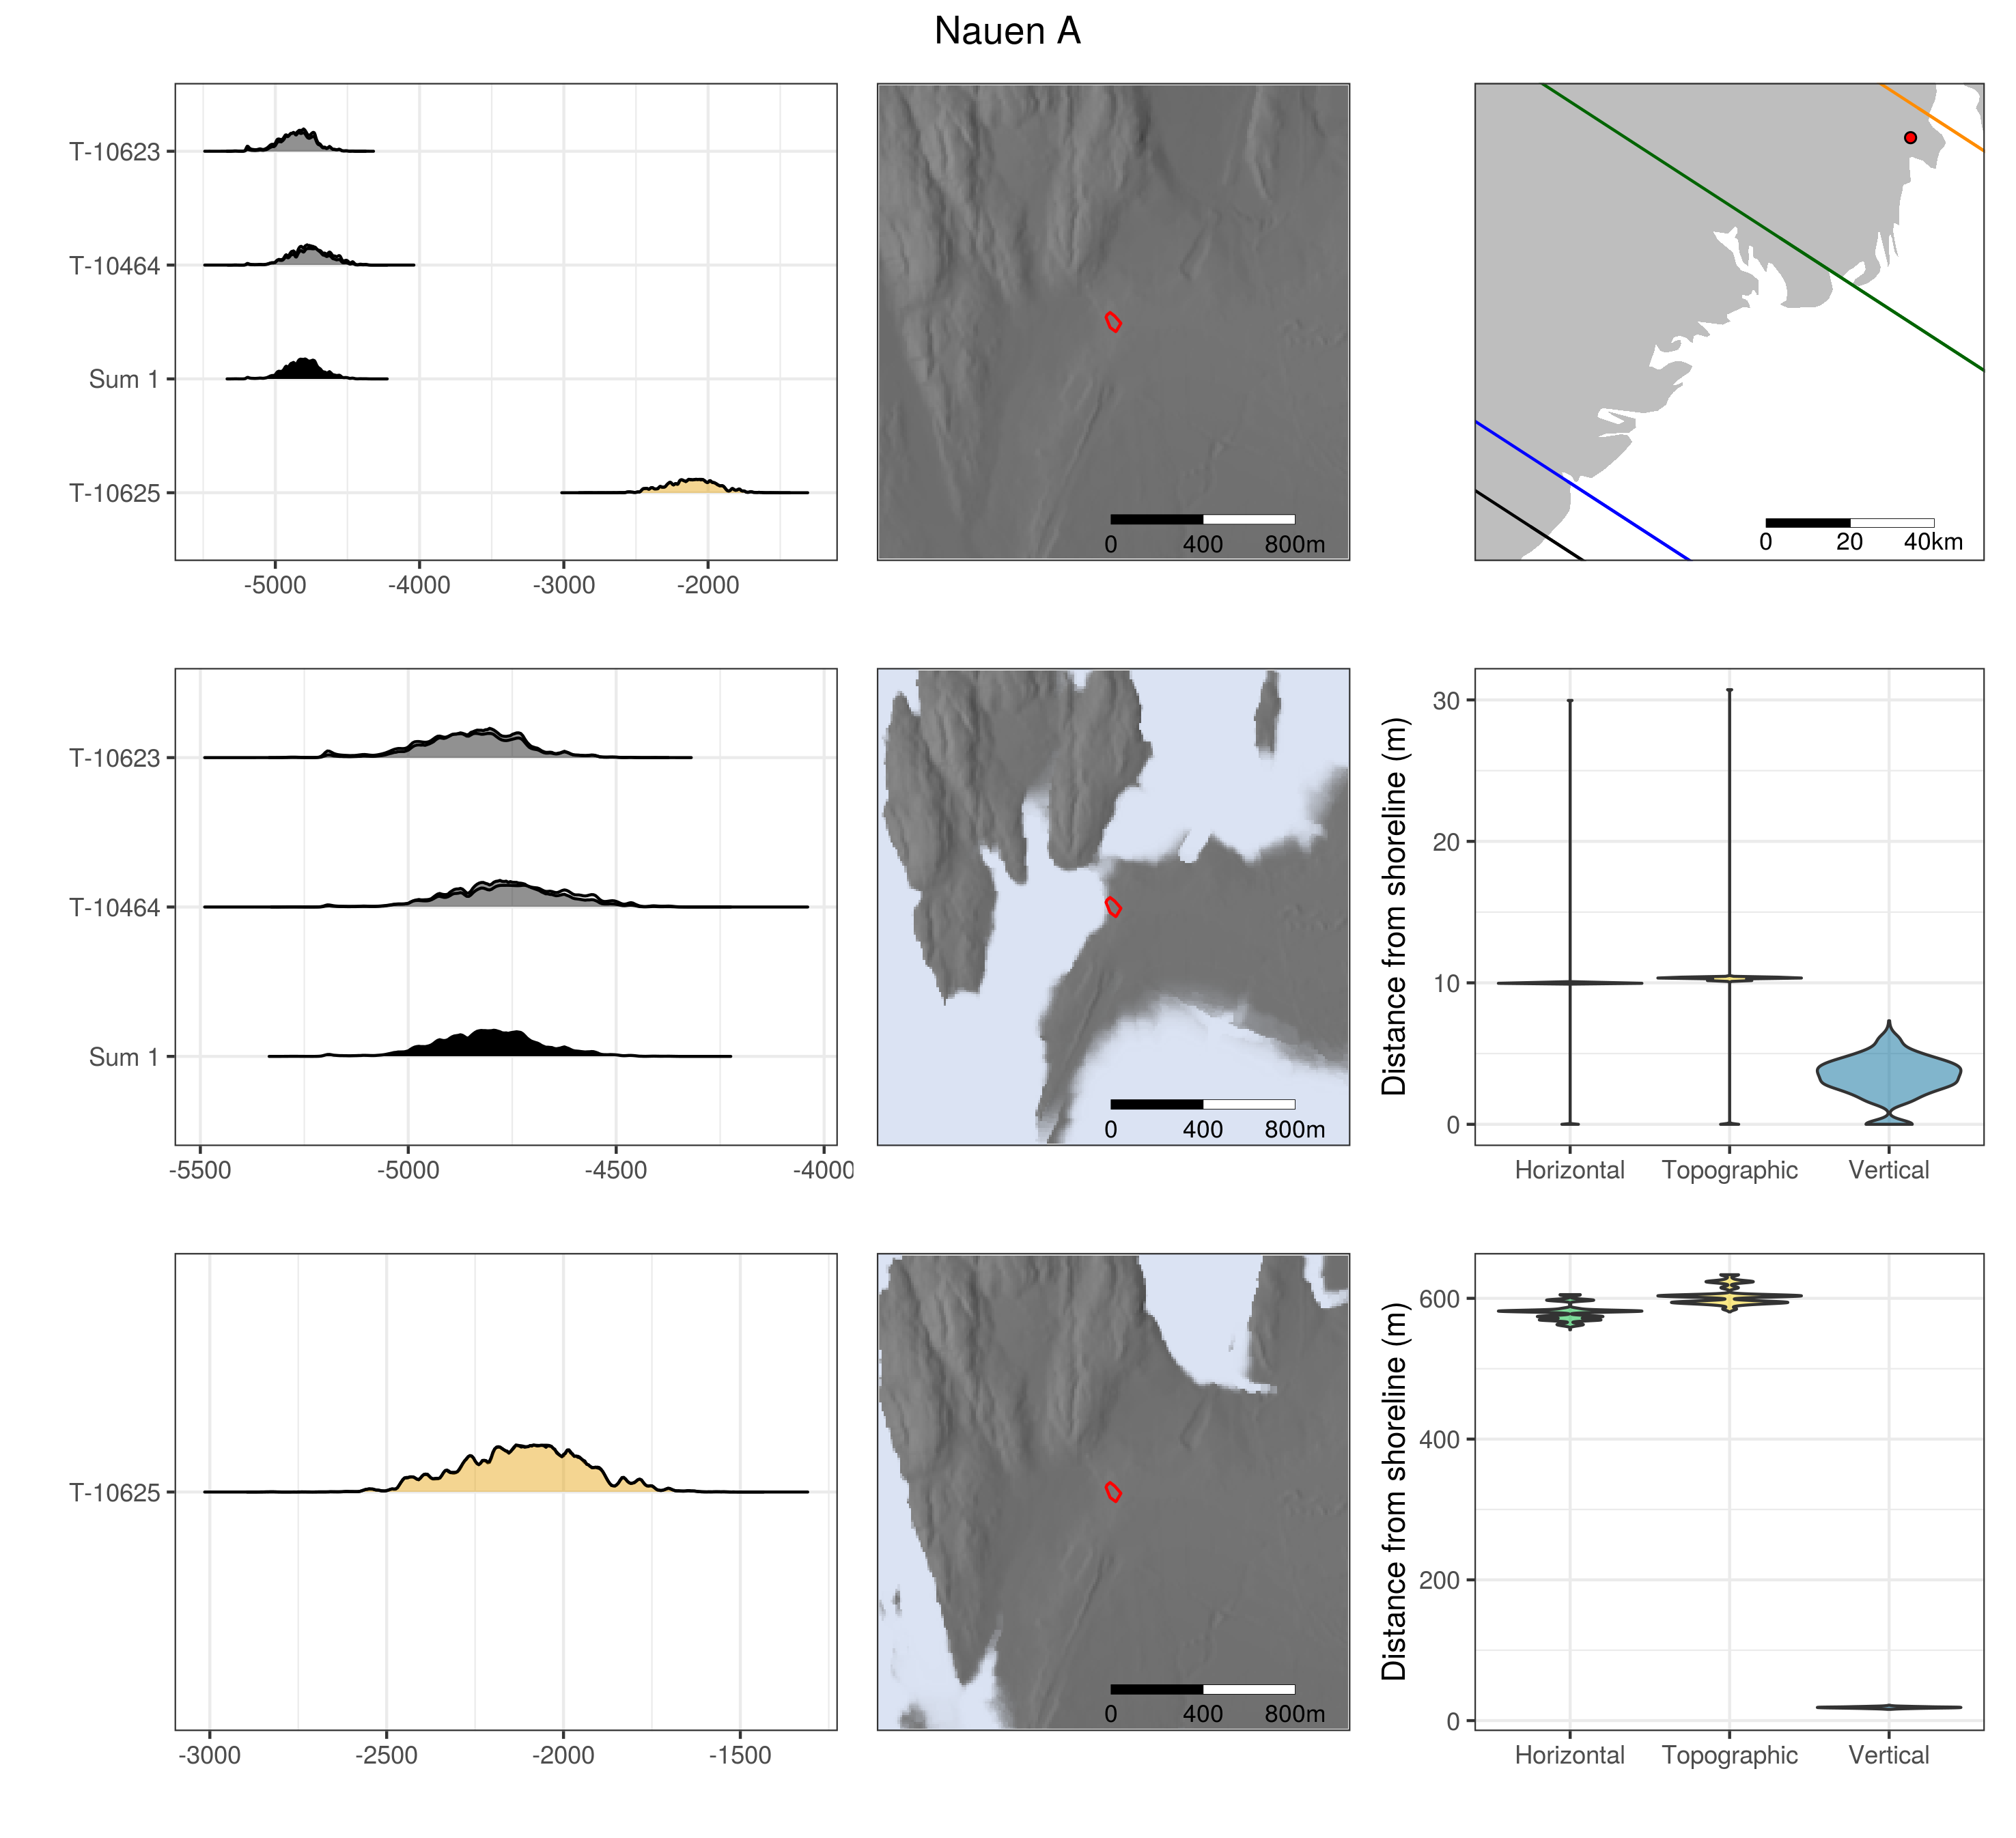 Nauen A
T-10623
T-10464
Sum 1
T-10625
-5000 -4000 -3000 -2000
0 400 800m
0 20 40km
T-10623
T-10464
Sum 1
-5500 -5000 -4500 -4000
0 400 800m
Distance from shoreline (m)
30
20
10
0
Horizontal Topographic Vertical
T-10625
-3000 -2500 -2000 -1500
0 400 800m
Distance from shoreline (m)
600
400
200
0
Horizontal Topographic Vertical